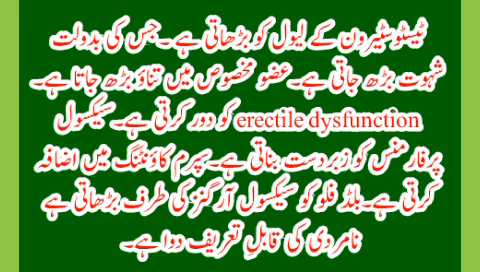 ٹیسٹوسٹیرون کے لیول کو بڑھاتی ہے۔ جس کی بدولت
شہوت بڑھ جاتی ہے۔ عضو مخصوص میں تناؤ بڑھ جاتا ہے۔
erectile dysfunction کو دور کرتی ہے۔ سیکسول
پرفارمنس کو زبردست بناتی ہے۔ سپرم کاؤنٹنگ میں اضافہ
کرتی ہے۔ بلڈ فلو کو سیکسول آرگنز کی طرف بڑھاتی ہے
نامردی کی قابلِ تعریف دوا ہے۔